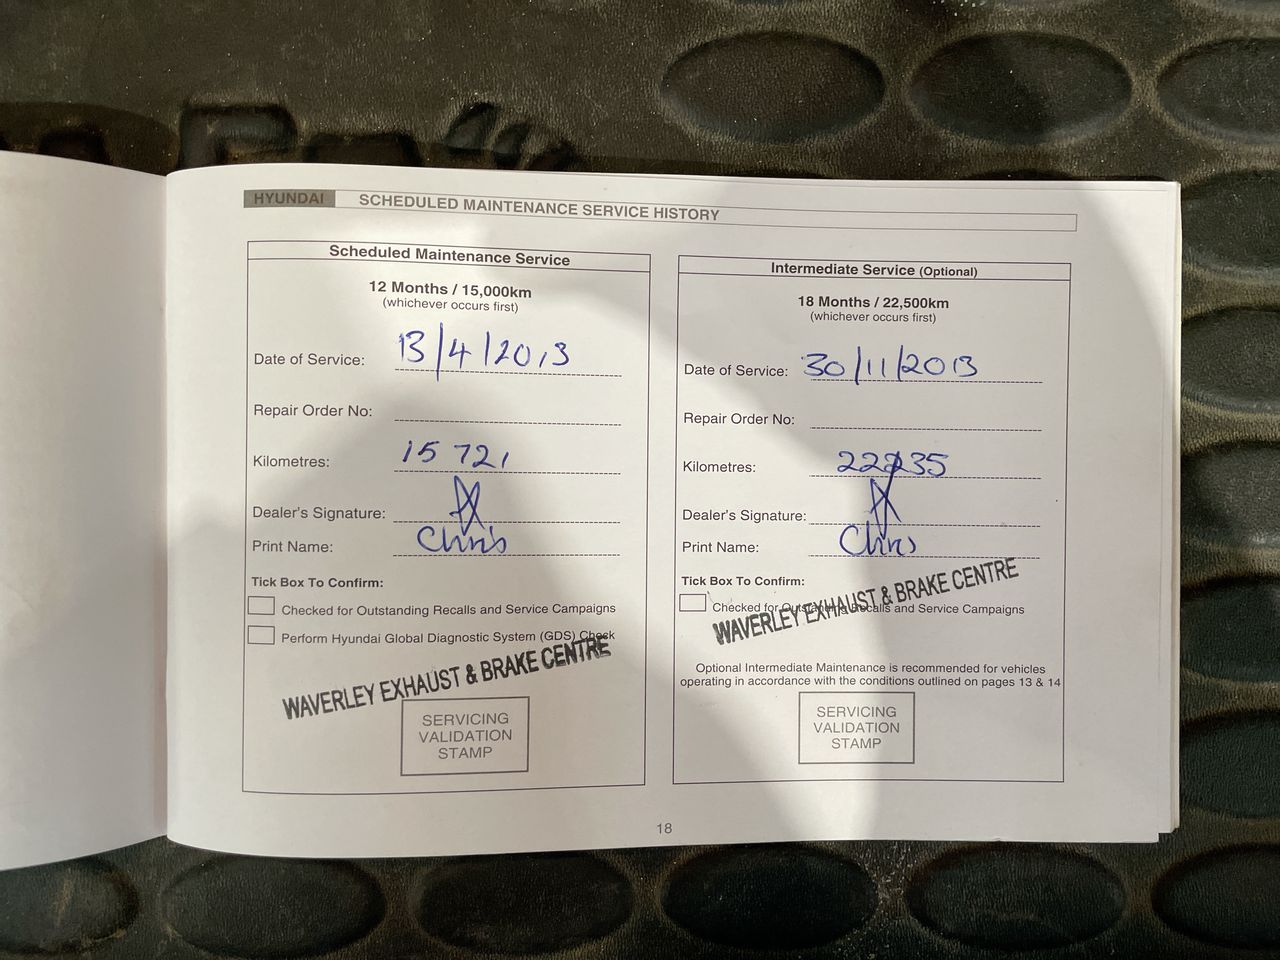 HYUNDAI SCHEDULED MAINTENANCE SERVICE HISTORY
Scheduled Maintenance Service
12 Months / 15,000km
(whichever occurs first)
Date of Service: 13/4/2013
Repair Order No:
Kilometres: 15 721
Dealer's Signature:
Print Name: Chris
Tick Box To Confirm:
Checked for Outstanding Recalls and Service Campaigns
Perform Hyundai Global Diagnostic System (GDS) Check
WAVERLEY EXHAUST & BRAKE CENTRE
SERVICING
VALIDATION
STAMP
Intermediate Service (Optional)
18 Months / 22,500km
(whichever occurs first)
Date of Service: 30/11/2013
Repair Order No:
Kilometres:
Dealer's Signature:
Print Name: Chris
Tick Box To Confirm:
Checked for Outstanding Recalls and Service Campaigns
WAVERLEY EXHAUST & BRAKE CENTRE
Optional Intermediate Maintenance is recommended for vehicles
operating in accordance with the conditions outlined on pages 13 & 14
SERVICING
VALIDATION
STAMP
18